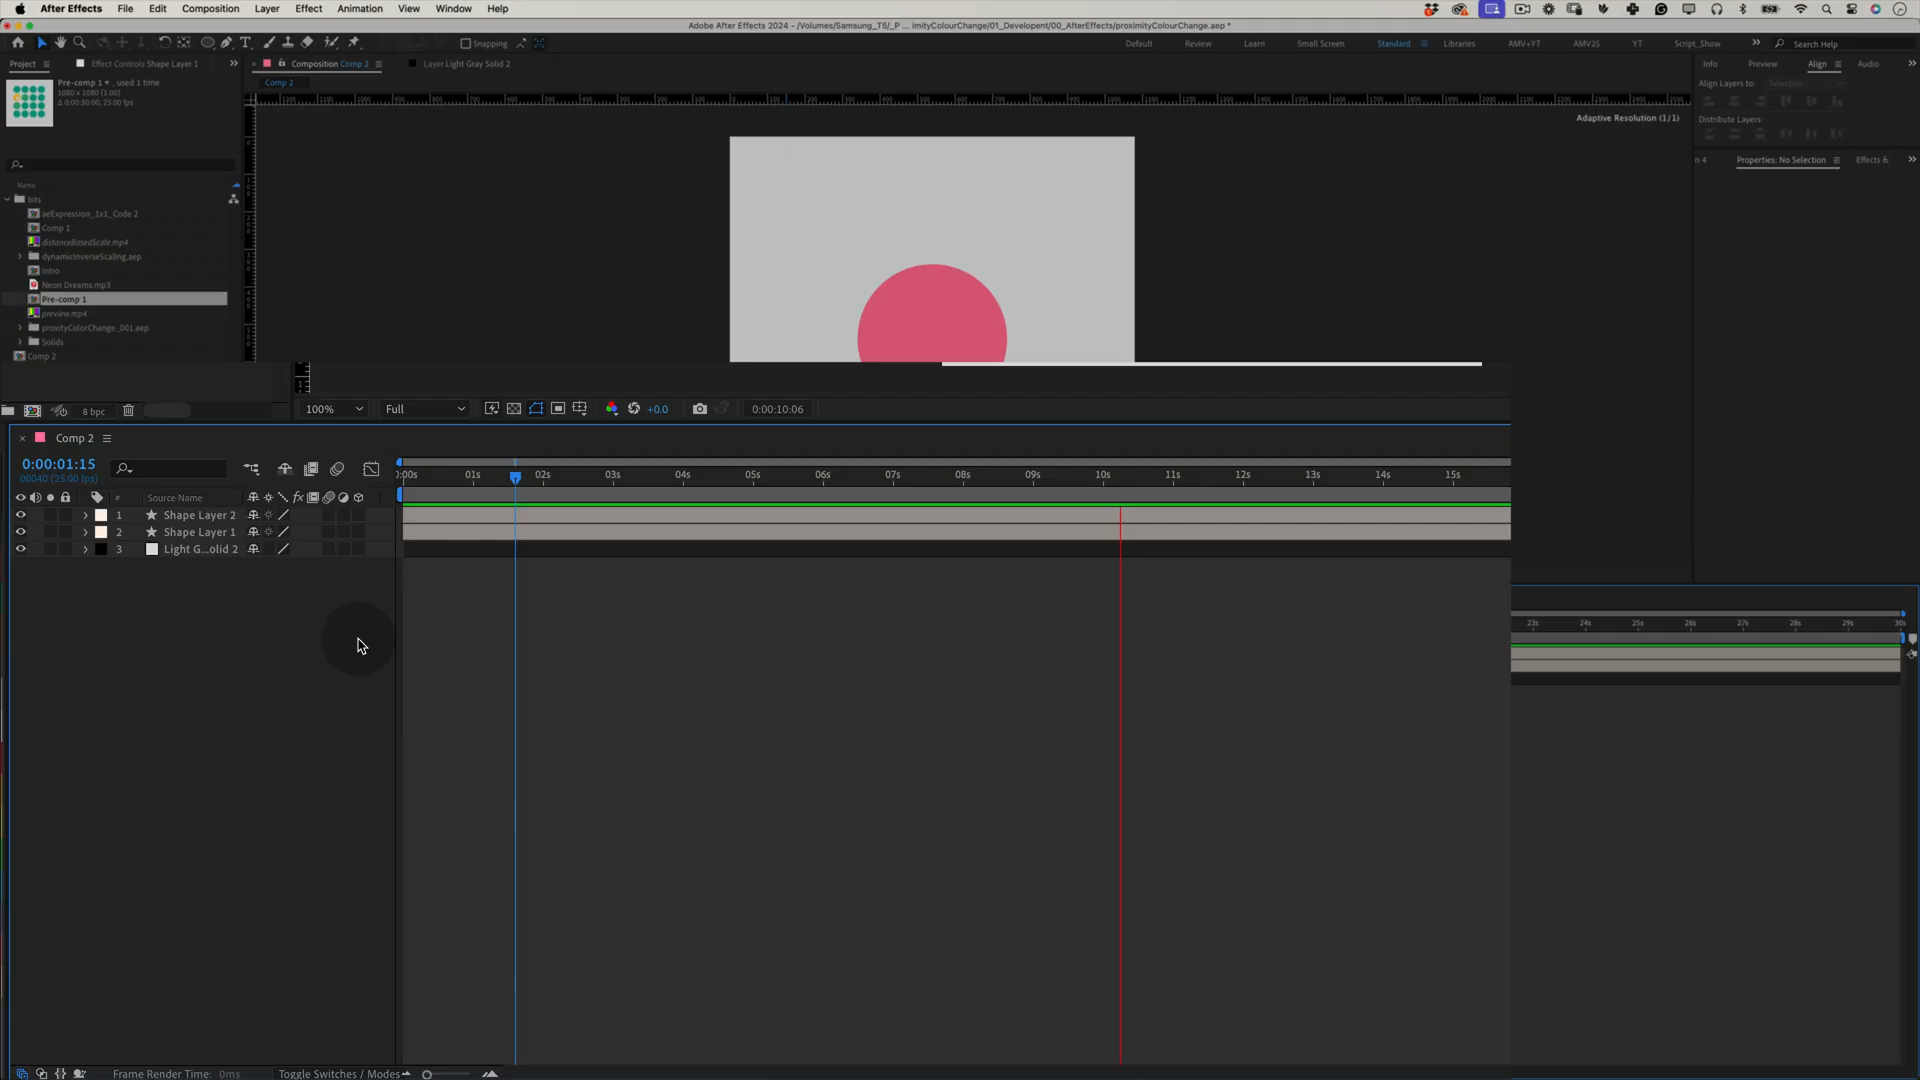 After Effects File Edit Composition Layer Effect Animation View Window Help
Adobe After Effects 2024 - /Volumes/Samsung_T5/_P ... imityColourChange/01_Developent/00_AfterEffects/proximityColourChange.aep *
Snapping Default Review Learn Small Screen Standard Libraries AMV+YT AMV25 YT Script_Show Search Help
Project Effect Controls Shape Layer 1 Composition Comp 2 Layer Light Gray Solid 2 Info Preview Align Audio
Pre-comp 1 , used 1 time
1080 x 1080 (1.00)
Δ 0:00:30:00, 25.00 fps
Comp 2
Align Layers to: Selection
Adaptive Resolution (1/1)
Distribute Layers:
n 4 Properties: No Selection Effects &
Name
bits
aeExpression_1x1_Code 2
Comp 1
distanceBasedScale.mp4
dynamicInverseScaling.aep
Intro
Neon Dreams.mp3
Pre-comp 1
preview.mp4
proxityColorChange_001.aep
Solids
Comp 2
8 bpc 100% Full +0.0 0:00:10:06
Comp 2
0:00:01:15
00040 (25.00 fps)
0:00s 01s 02s 03s 04s 05s 06s 07s 08s 09s 10s 11s 12s 13s 14s 15s
# Source Name
1 Shape Layer 2
2 Shape Layer 1
3 Light G...olid 2
23s 24s 25s 26s 27s 28s 29s 30s
Frame Render Time: 0ms Toggle Switches / Modes